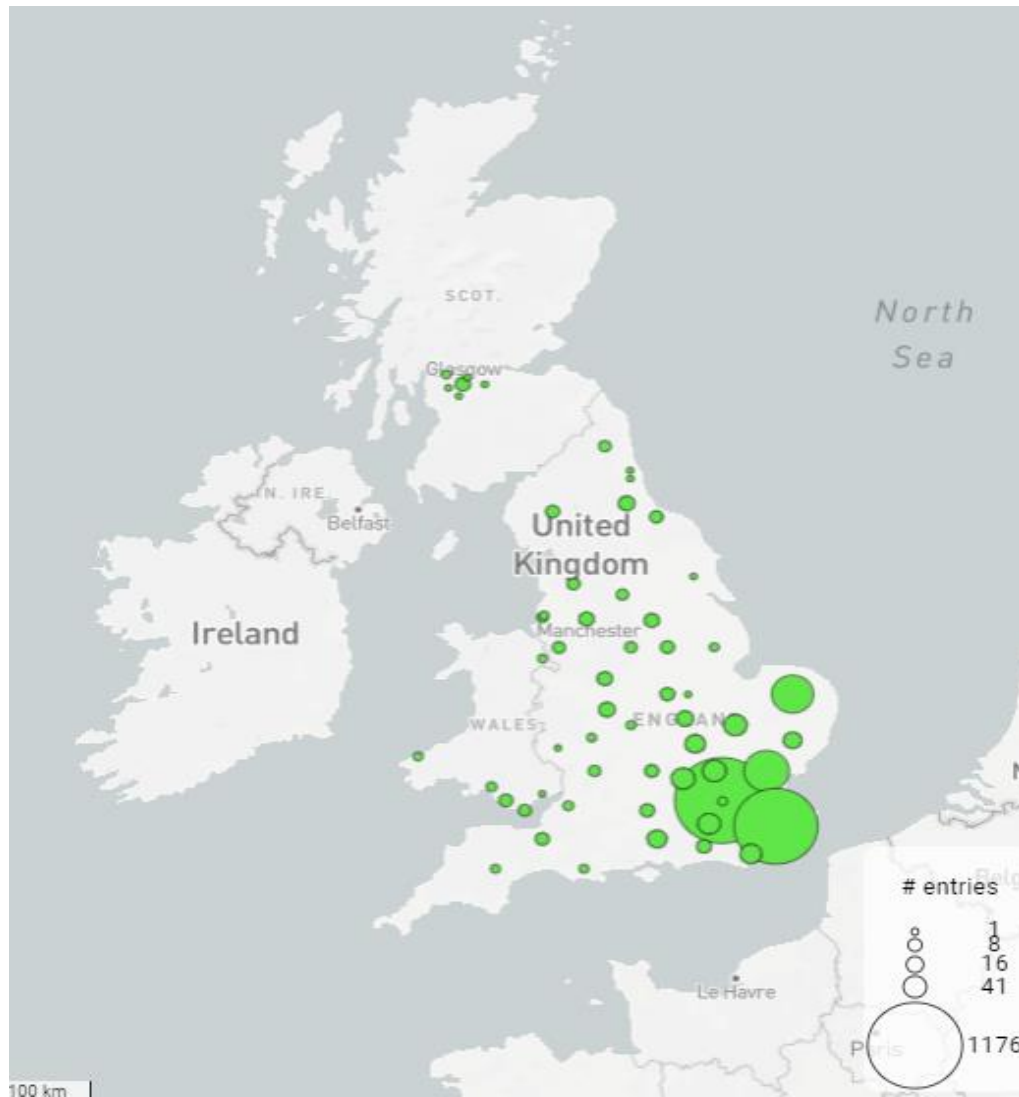 North
Sea
SCOT.
Glasgow
N. IRE.
Belfast
United
Kingdom
Ireland
Manchester
WALES
ENGLAND
Belg
# entries
1
8
16
41
1176
Le Havre
Paris
100 km